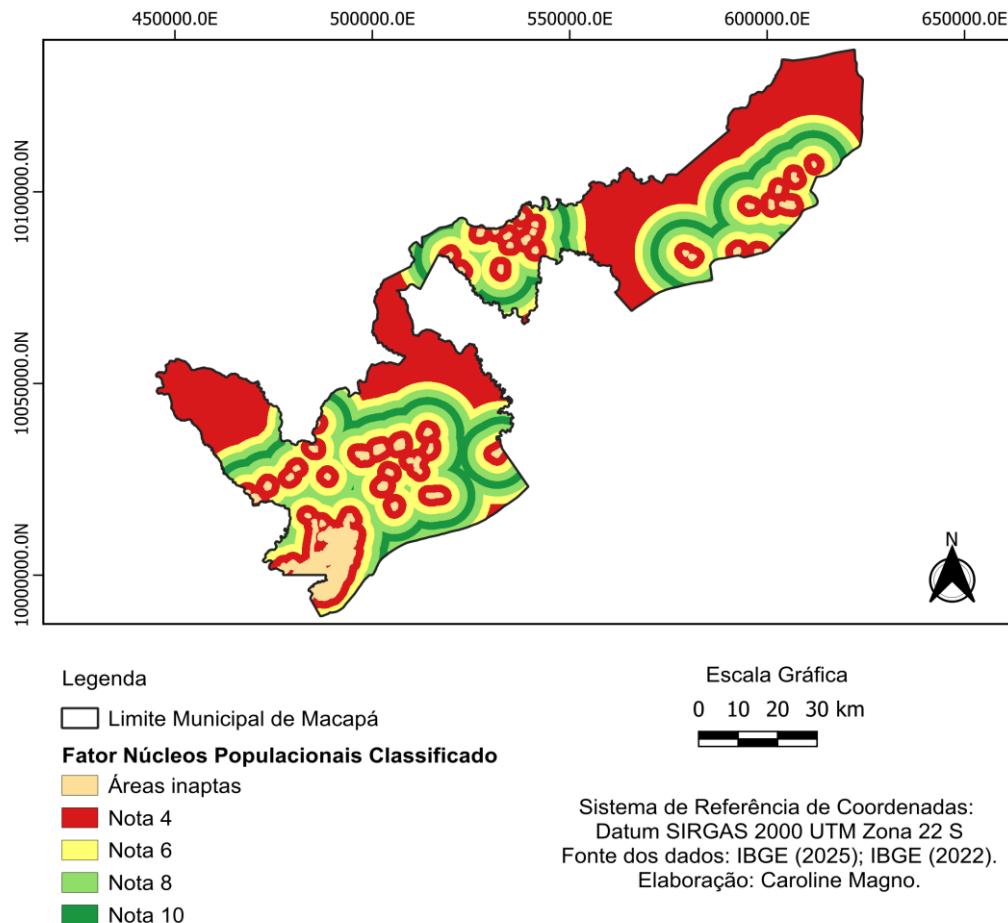 450000.0E 500000.0E 550000.0E 600000.0E 650000.0E
10100000.0N
10050000.0N
10000000.0N
N
Legenda
Limite Municipal de Macapá
Fator Núcleos Populacionais Classificado
Áreas inaptas
Nota 4
Nota 6
Nota 8
Nota 10
Escala Gráfica
0 10 20 30 km
Sistema de Referência de Coordenadas:
Datum SIRGAS 2000 UTM Zona 22 S
Fonte dos dados: IBGE (2025); IBGE (2022).
Elaboração: Caroline Magno.